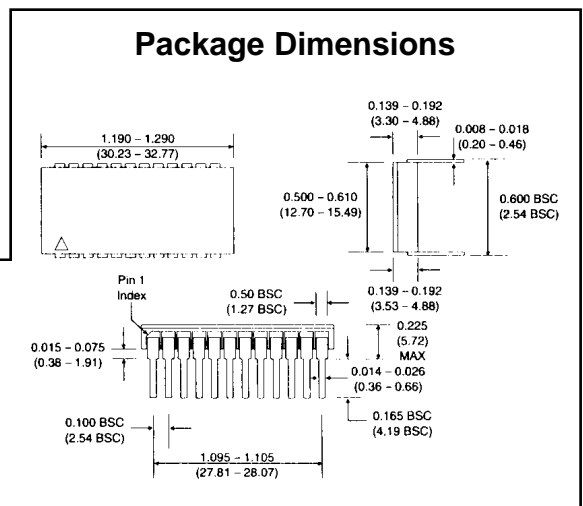 Package Dimensions
1.190 – 1.290
(30.23 – 32.77)
0.139 – 0.192
(3.30 – 4.88)
0.008 – 0.018
(0.20 – 0.46)
0.500 – 0.610
(12.70 – 15.49)
0.600 BSC
(2.54 BSC)
0.139 – 0.192
(3.53 – 4.88)
Pin 1
Index
0.50 BSC
(1.27 BSC)
0.225
(5.72)
MAX
0.015 – 0.075
(0.38 – 1.91)
0.014 – 0.026
(0.36 – 0.66)
0.100 BSC
(2.54 BSC)
0.165 BSC
(4.19 BSC)
1.095 – 1.105
(27.81 – 28.07)